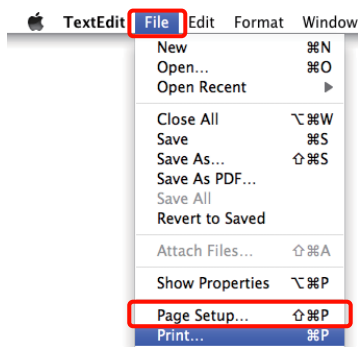 TextEdit File Edit Format Window
New ⌘N
Open... ⌘O
Open Recent ▶
Close All ⌥⌘W
Save ⌘S
Save As... ⇧⌘S
Save As PDF...
Save All
Revert to Saved
Attach Files... ⇧⌘A
Show Properties ⌥⌘P
Page Setup... ⇧⌘P
Print... ⌘P